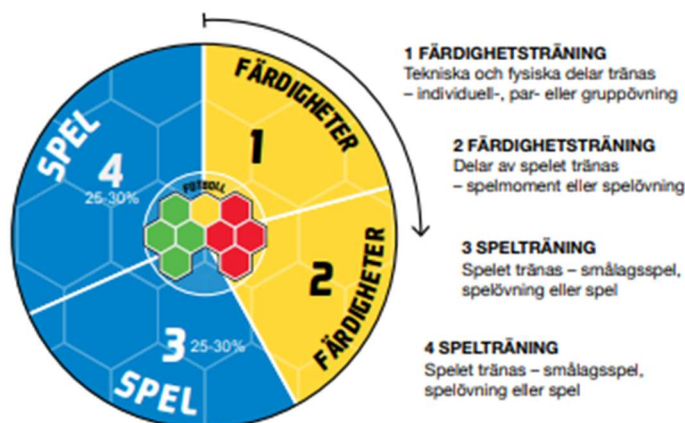 FÄRDIGHETER
1
SPEL
4
25-30%
FOTBOLL
2
FÄRDIGHETER
3 25-30%
SPEL
1 FÄRDIGHETSTRÄNING
Tekniska och fysiska delar tränas
– individuell-, par- eller gruppövning
2 FÄRDIGHETSTRÄNING
Delar av spelet tränas
– spelmoment eller spelövning
3 SPELTRÄNING
Spelet tränas – smålagsspel,
spelövning eller spel
4 SPELTRÄNING
Spelet tränas – smålagsspel,
spelövning eller spel